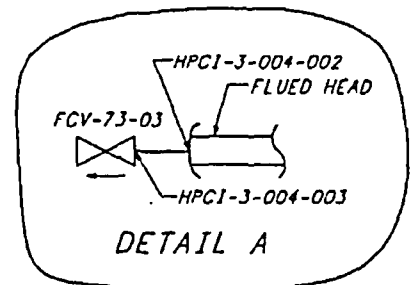 HPCI-3-004-002
FLUED HEAD
FCV-73-03
HPCI-3-004-003
DETAIL A